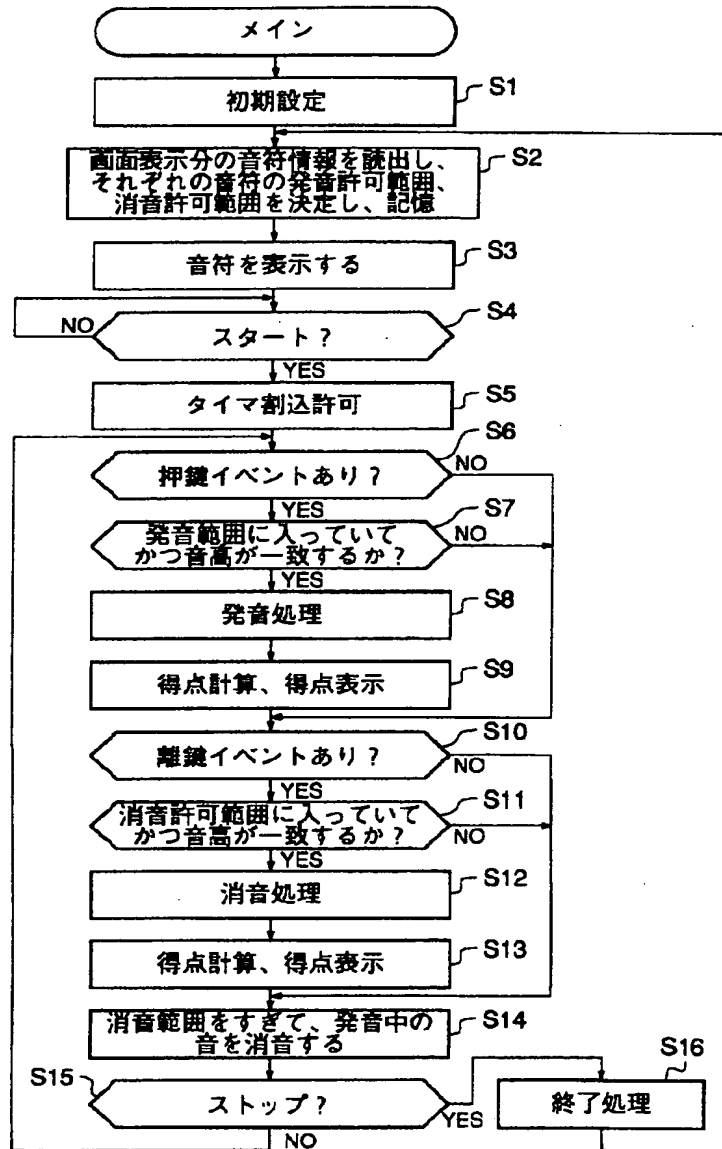 メイン
初期設定
S1
画面表示分の音符情報を読出し、
それぞれの音符の発音許可範囲、
消音許可範囲を決定し、記憶
S2
音符を表示する
S3
スタート？
S4
NO
YES
タイマ割込許可
S5
押鍵イベントあり？
S6
NO
YES
発音範囲に入っていて
かつ音高が一致するか？
S7
NO
YES
発音処理
S8
得点計算、得点表示
S9
離鍵イベントあり？
S10
NO
YES
消音許可範囲に入っていて
かつ音高が一致するか？
S11
NO
YES
消音処理
S12
得点計算、得点表示
S13
消音範囲をすぎて、発音中の
音を消音する
S14
S15
ストップ？
YES
NO
S16
終了処理